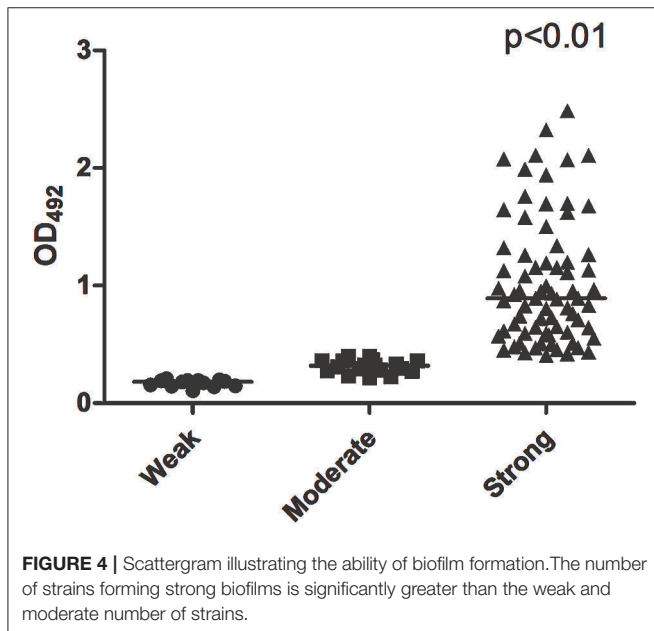 p<0.01
3
2
1
0
OD492
Weak
Moderate
Strong
FIGURE 4 | Scattergram illustrating the ability of biofilm formation.The number
of strains forming strong biofilms is significantly greater than the weak and
moderate number of strains.